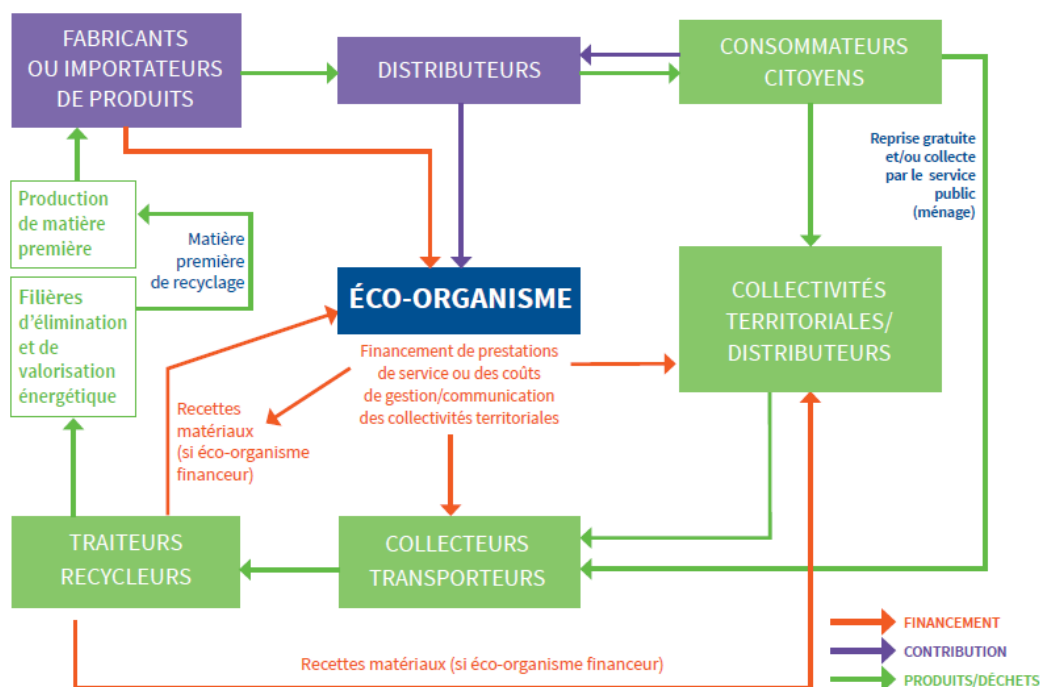 FABRICANTS
OU IMPORTATEURS
DE PRODUITS
DISTRIBUTEURS
CONSOMMATEURS
CITOYENS
Reprise gratuite
et/ou collecte
par le service
public
(ménage)
Production
de matière
première
Matière
première
de recyclage
Filières
d'élimination
et de
valorisation
énergétique
ÉCO-ORGANISME
COLLECTIVITÉS
TERRITORIALES/
DISTRIBUTEURS
Financement de prestations
de service ou des coûts
de gestion/communication
des collectivités territoriales
Recettes
matériaux
(si éco-organisme
financeur)
TRAITEURS
RECYCLEURS
COLLECTEURS
TRANSPORTEURS
Recettes matériaux (si éco-organisme financeur)
FINANCEMENT
CONTRIBUTION
PRODUITS/DÉCHETS